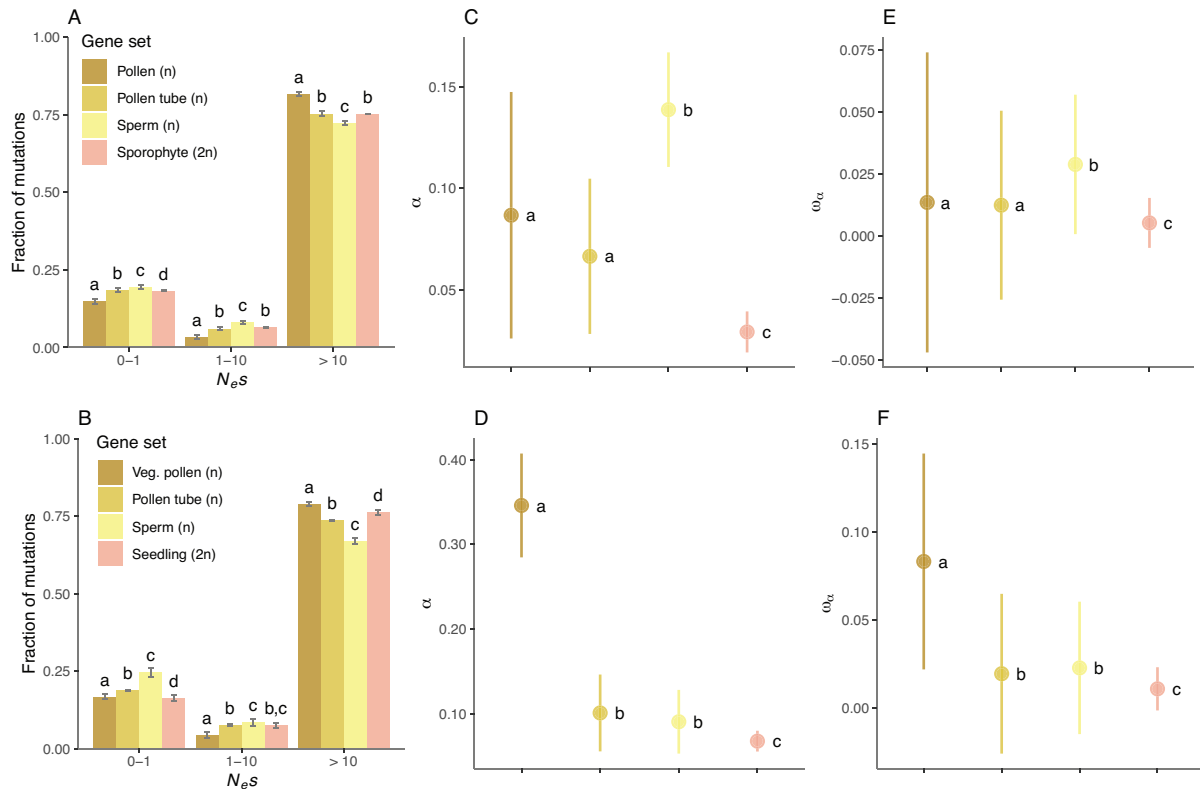 A
Fraction of mutations
1.00
0.75
0.50
0.25
0.00
Gene set
Pollen (n)
Pollen tube (n)
Sperm (n)
Sporophyte (2n)
a
b
c
d
a
b
c
b
a
b
c
b
0–1
1–10
> 10
Nes
C
α
0.15
0.10
0.05
a
a
b
c
E
ωα
0.075
0.050
0.025
0.000
−0.025
−0.050
a
a
b
c
B
Fraction of mutations
1.00
0.75
0.50
0.25
0.00
Gene set
Veg. pollen (n)
Pollen tube (n)
Sperm (n)
Seedling (2n)
a
b
c
d
a
b
c
b,c
a
b
c
d
0–1
1–10
> 10
Nes
D
α
0.40
0.30
0.20
0.10
a
b
b
c
F
ωα
0.15
0.10
0.05
0.00
a
b
b
c